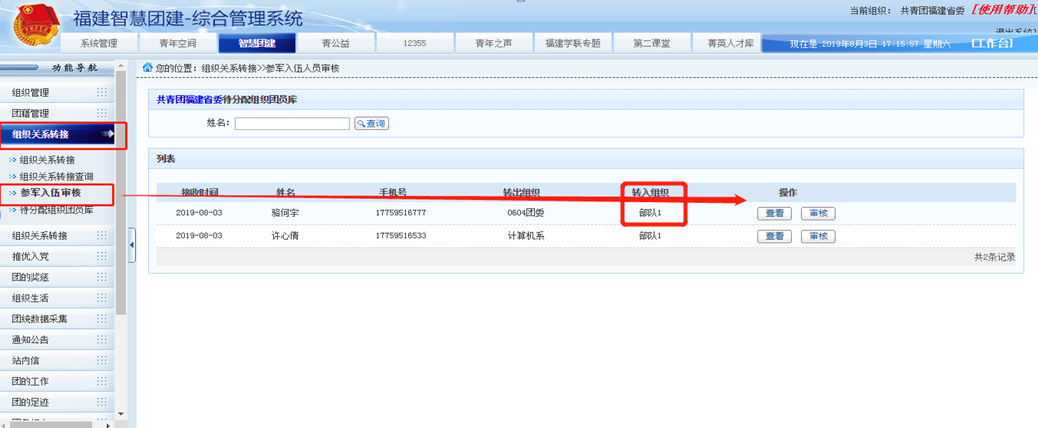 福建智慧团建-综合管理系统
当前组织： 共青团福建省委 [使用帮助]
系统管理 青年空间 智慧团建 青公益 12355 青年之声 福建学联专题 第二课堂 菁英人才库
现在是:2019年8月3日 17:15:57 星期六 [工作台]
功能导航
您的位置：组织关系转接>>参军入伍人员审核
组织管理
团籍管理
组织关系转接
组织关系转接
组织关系转接查询
参军入伍审核
待分配组织团员库
组织关系转接
推优入党
团的奖惩
组织生活
团统数据采集
通知公告
站内信
团的工作
团的足迹
共青团福建省委待分配组织团员库
姓名： 查询
列表
接收时间 姓名 手机号 转出组织 转入组织 操作
2019-08-03 骆何宇 17759516777 0604团委 部队1 查看 审核
2019-08-03 许心倩 17759516533 计算机系 部队1 查看 审核
共2条记录